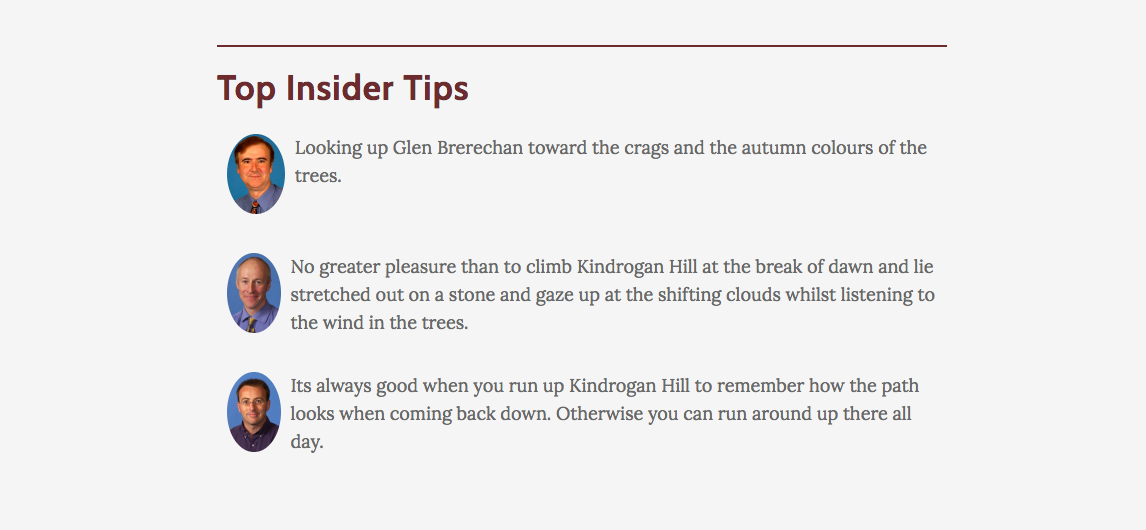 Top Insider Tips
Looking up Glen Brerechan toward the crags and the autumn colours of the
trees.
No greater pleasure than to climb Kindrogan Hill at the break of dawn and lie
stretched out on a stone and gaze up at the shifting clouds whilst listening to
the wind in the trees.
Its always good when you run up Kindrogan Hill to remember how the path
looks when coming back down. Otherwise you can run around up there all
day.